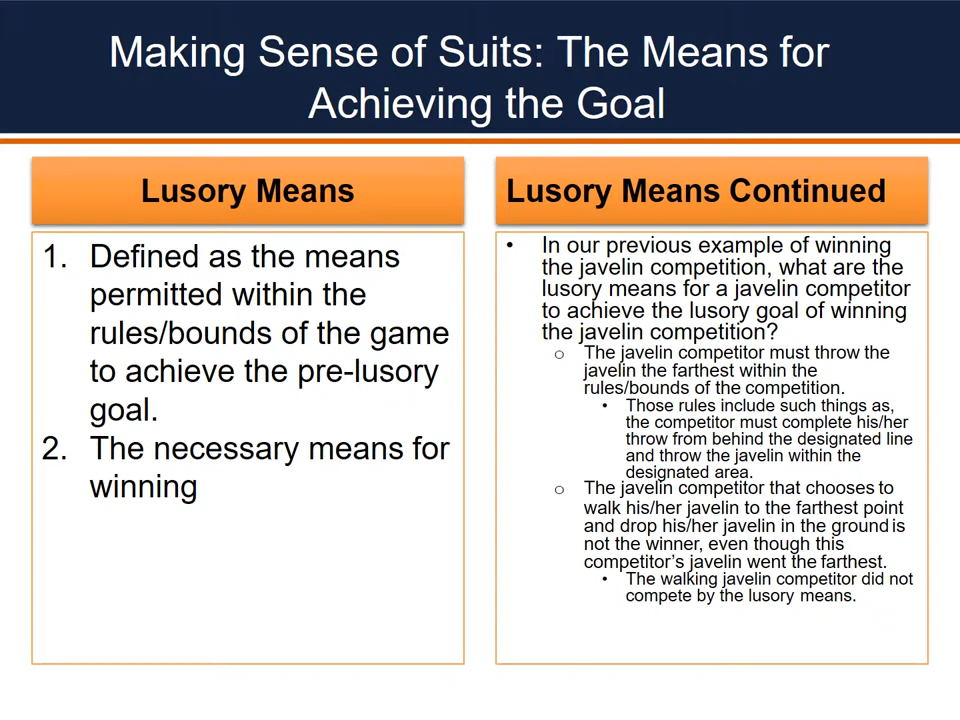 Making Sense of Suits: The Means for
Achieving the Goal
Lusory Means
1. Defined as the means
permitted within the
rules/bounds of the game
to achieve the pre-lusory
goal.
2. The necessary means for
winning
Lusory Means Continued
• In our previous example of winning
the javelin competition, what are the
lusory means for a javelin competitor
to achieve the lusory goal of winning
the javelin competition?
o The javelin competitor must throw the
javelin the farthest within the
rules/bounds of the competition.
• Those rules include such things as,
the competitor must complete his/her
throw from behind the designated line
and throw the javelin within the
designated area.
o The javelin competitor that chooses to
walk his/her javelin to the farthest point
and drop his/her javelin in the ground is
not the winner, even though this
competitor's javelin went the farthest.
• The walking javelin competitor did not
compete by the lusory means.